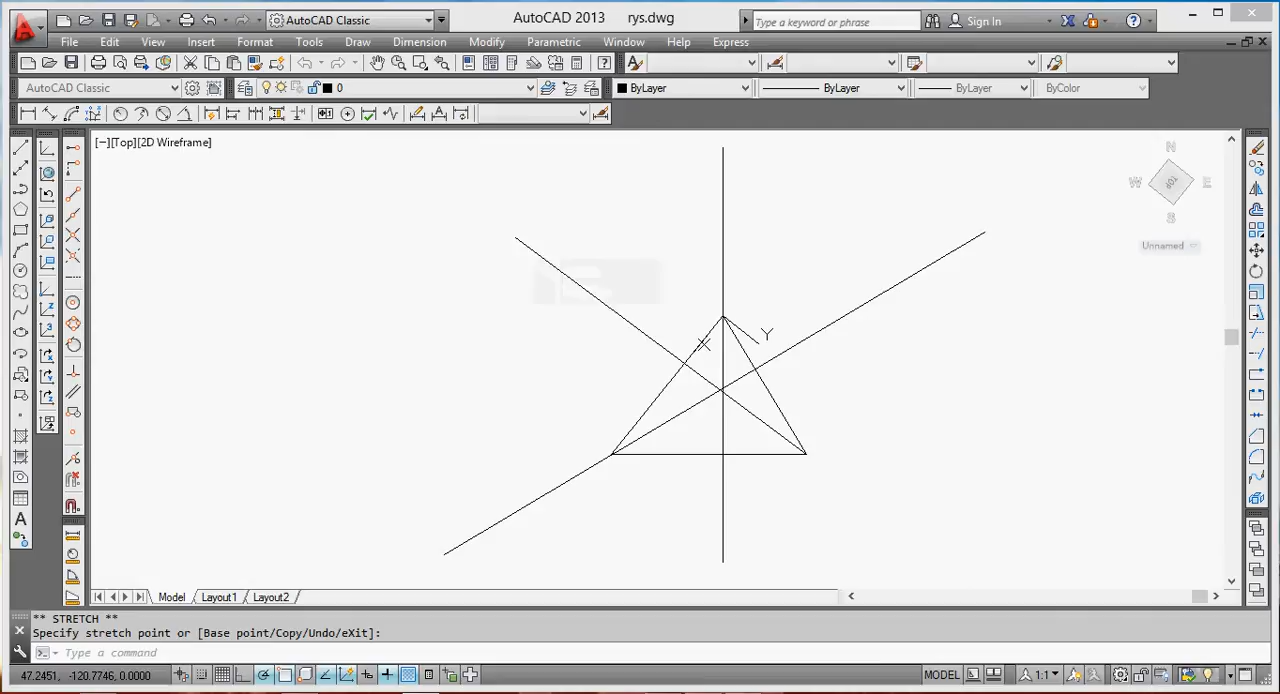 AutoCAD Classic
AutoCAD 2013 rys.dwg
Type a keyword or phrase
Sign In
File Edit View Insert Format Tools Draw Dimension Modify Parametric Window Help Express
AutoCAD Classic
0
ByLayer
ByLayer
ByLayer
ByColor
[−][Top][2D Wireframe]
N
W TOP E
S
Unnamed
X
Y
Model Layout1 Layout2
** STRETCH **
Specify stretch point or [Base point/Copy/Undo/eXit]:
Type a command
47.2451, -120.7746, 0.0000
MODEL
1:1